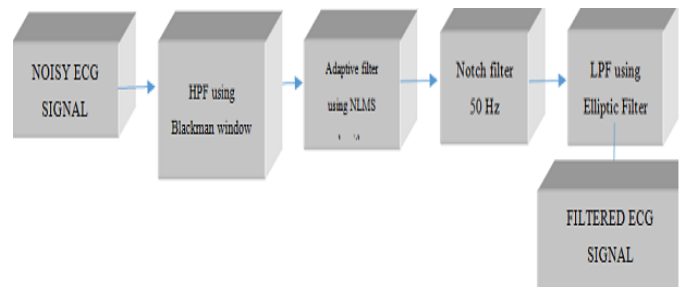 NOISY ECG
SIGNAL
HPF using
Blackman window
Adaptive filter
using NLMS
Notch filter
50 Hz
LPF using
Elliptic Filter
FILTERED ECG
SIGNAL